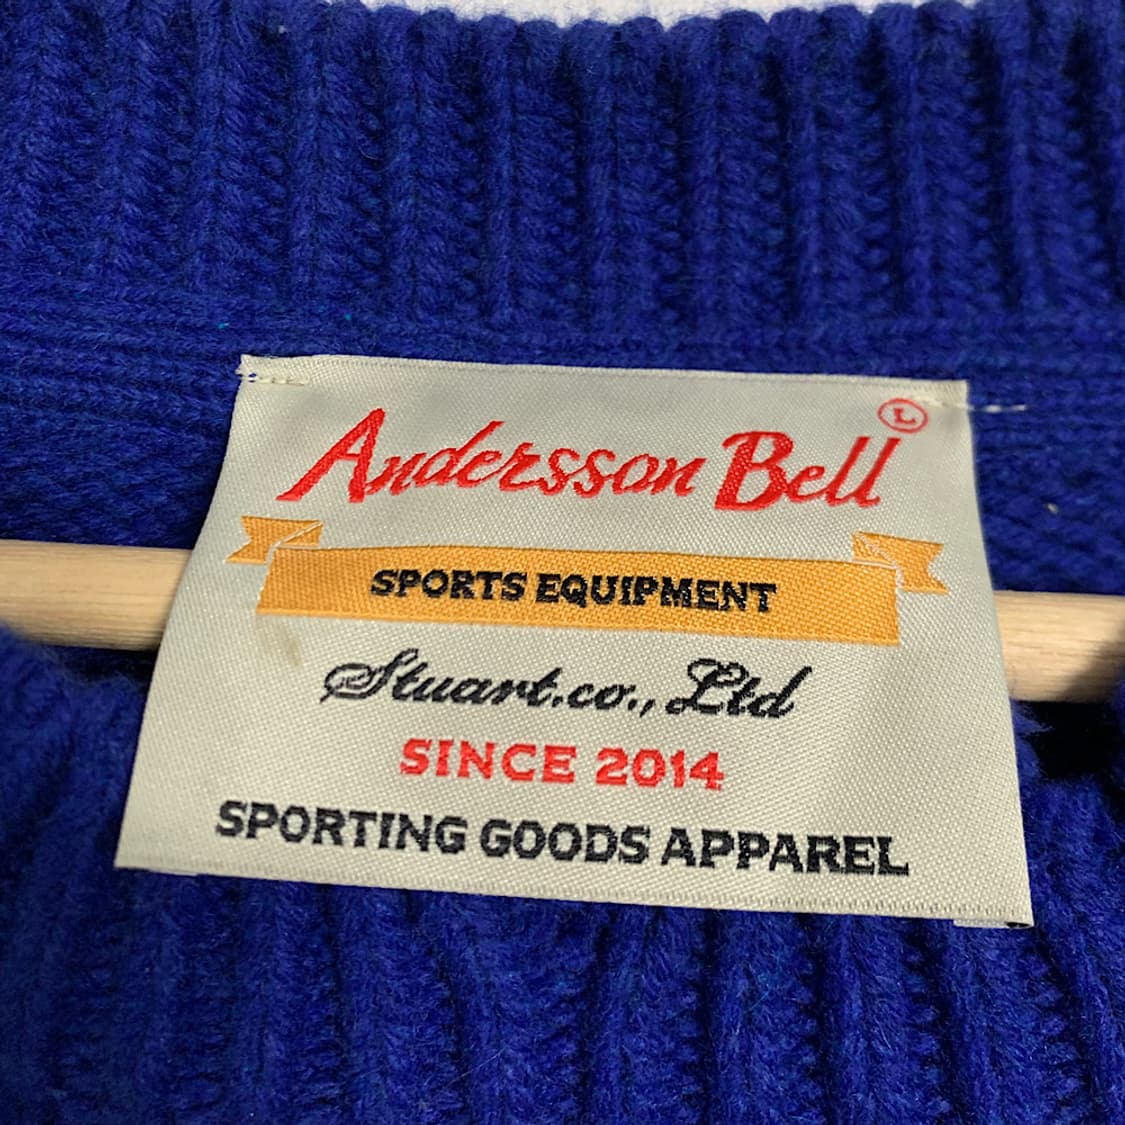 Andersson Bell Ⓛ
SPORTS EQUIPMENT
Stuart.co., Ltd
SINCE 2014
SPORTING GOODS APPAREL